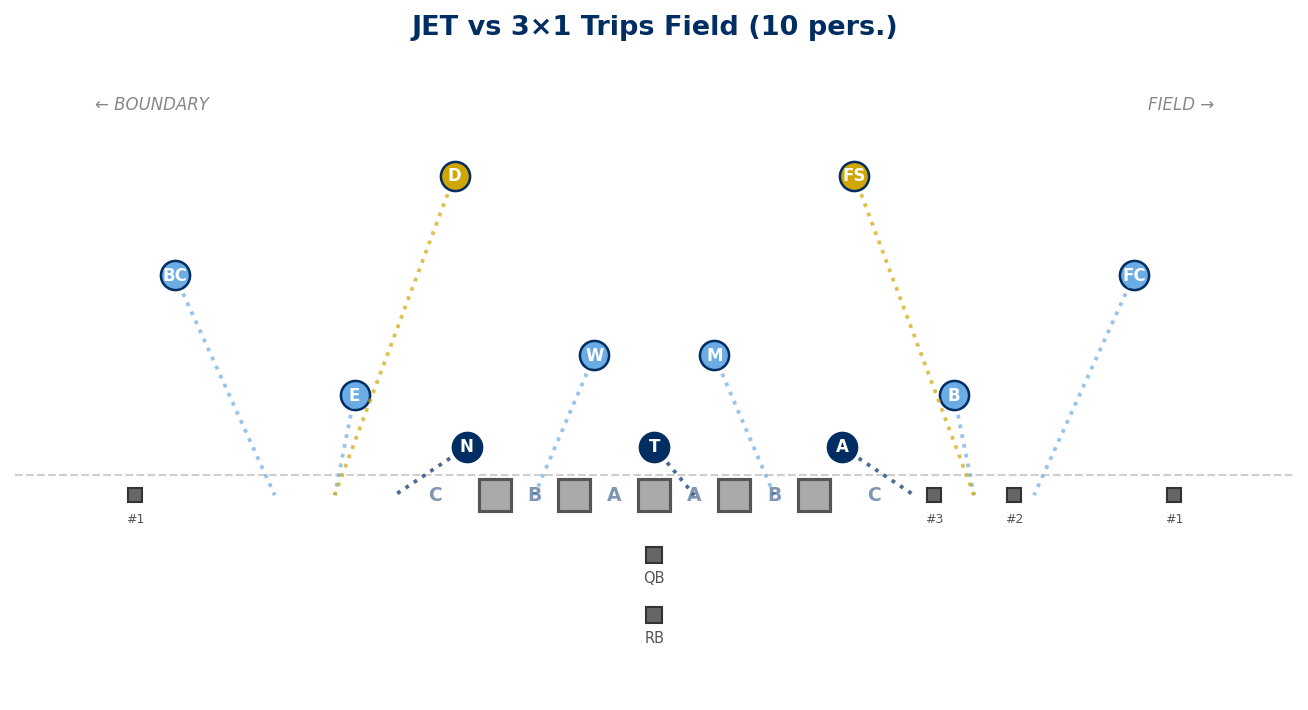 JET vs 3×1 Trips Field (10 pers.)
← BOUNDARY
FIELD →
D
FS
BC
FC
W
M
E
B
N
T
A
C
B
A
A
B
C
#1
#3
#2
#1
QB
RB